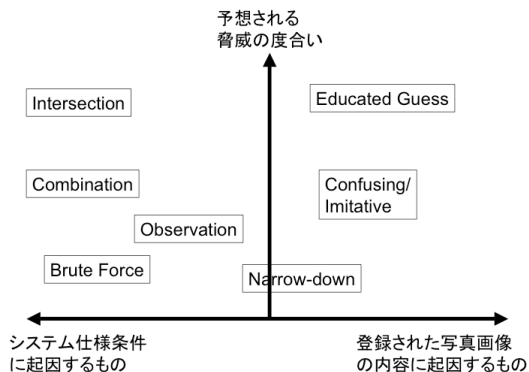 予想される
脅威の度合い
Intersection
Educated Guess
Combination
Confusing/
Imitative
Observation
Brute Force
Narrow-down
システム仕様条件
に起因するもの
登録された写真画像
の内容に起因するもの